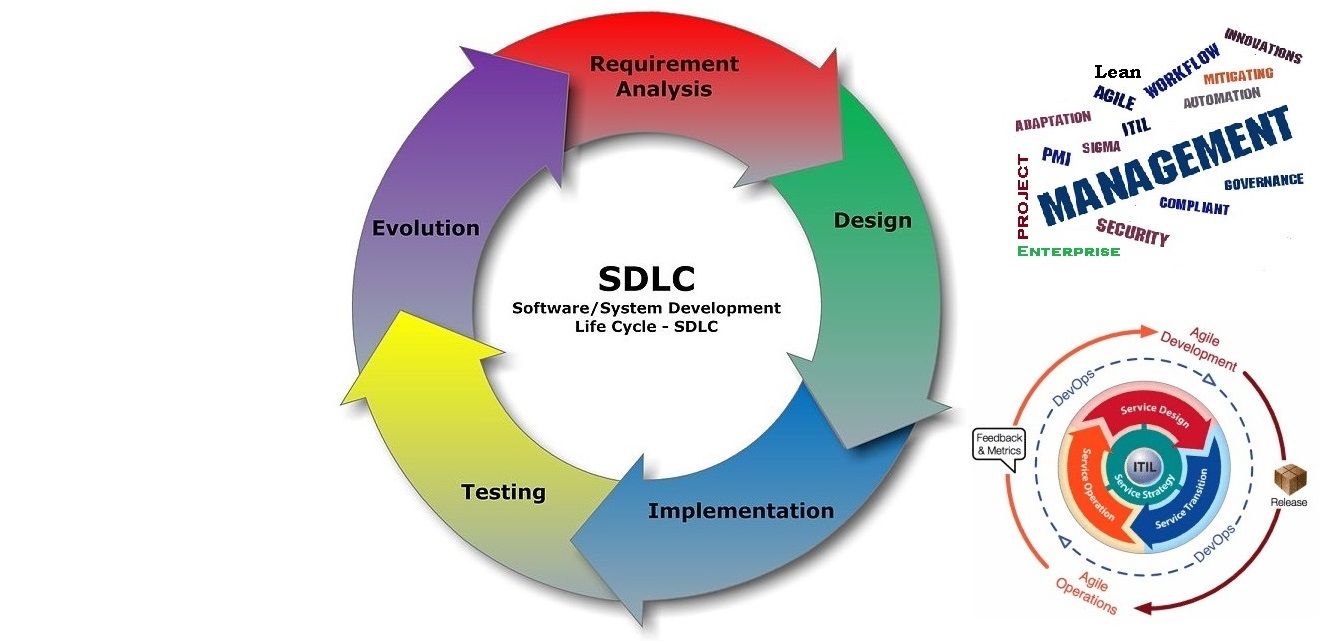 Requirement
Analysis
Design
Implementation
Testing
Evolution
SDLC
Software/System Development
Life Cycle - SDLC
INNOVATIONS
Lean
WORKFLOW
MITIGATING
AGILE
AUTOMATION
ADAPTATION
ITIL
PMI
SIGMA
MANAGEMENT
PROJECT
GOVERNANCE
COMPLIANT
SECURITY
ENTERPRISE
Agile
Development
DevOps
Service Design
Feedback
& Metrics
ITIL
Service Strategy
Service Operation
Service Transition
Release
DevOps
Agile
Operations